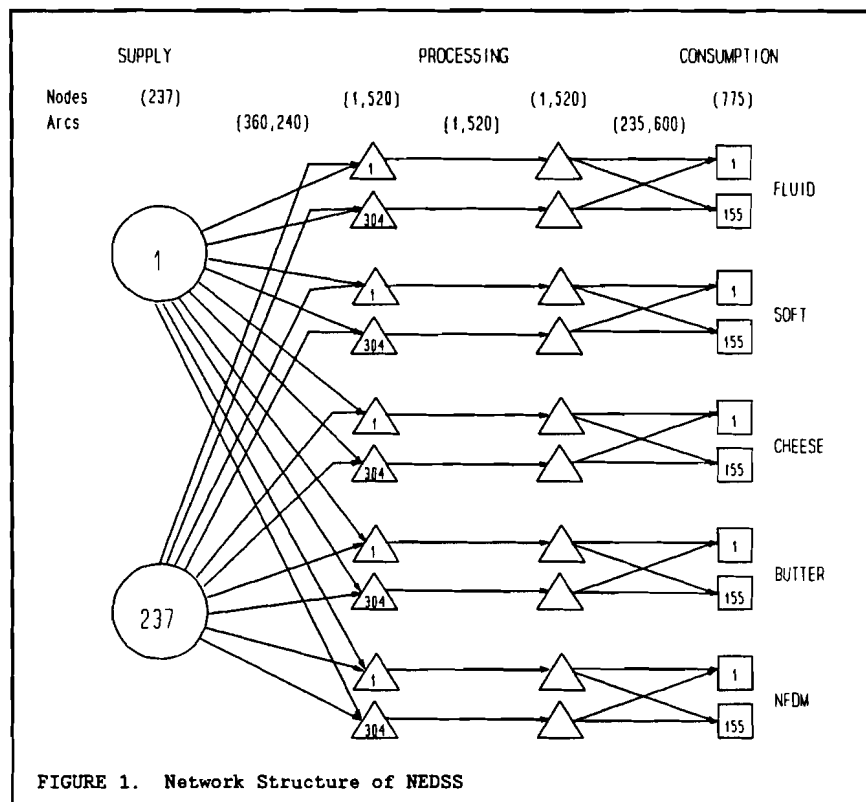 SUPPLY PROCESSING CONSUMPTION
Nodes (237) (1,520) (1,520) (775)
Arcs (360,240) (1,520) (235,600)
1 1
FLUID
304 155
1
1 1
SOFT
304 155
1 1
CHEESE
304 155
1 1
BUTTER
304 155
237
1 1
NFDM
304 155
FIGURE 1. Network Structure of NEDSS